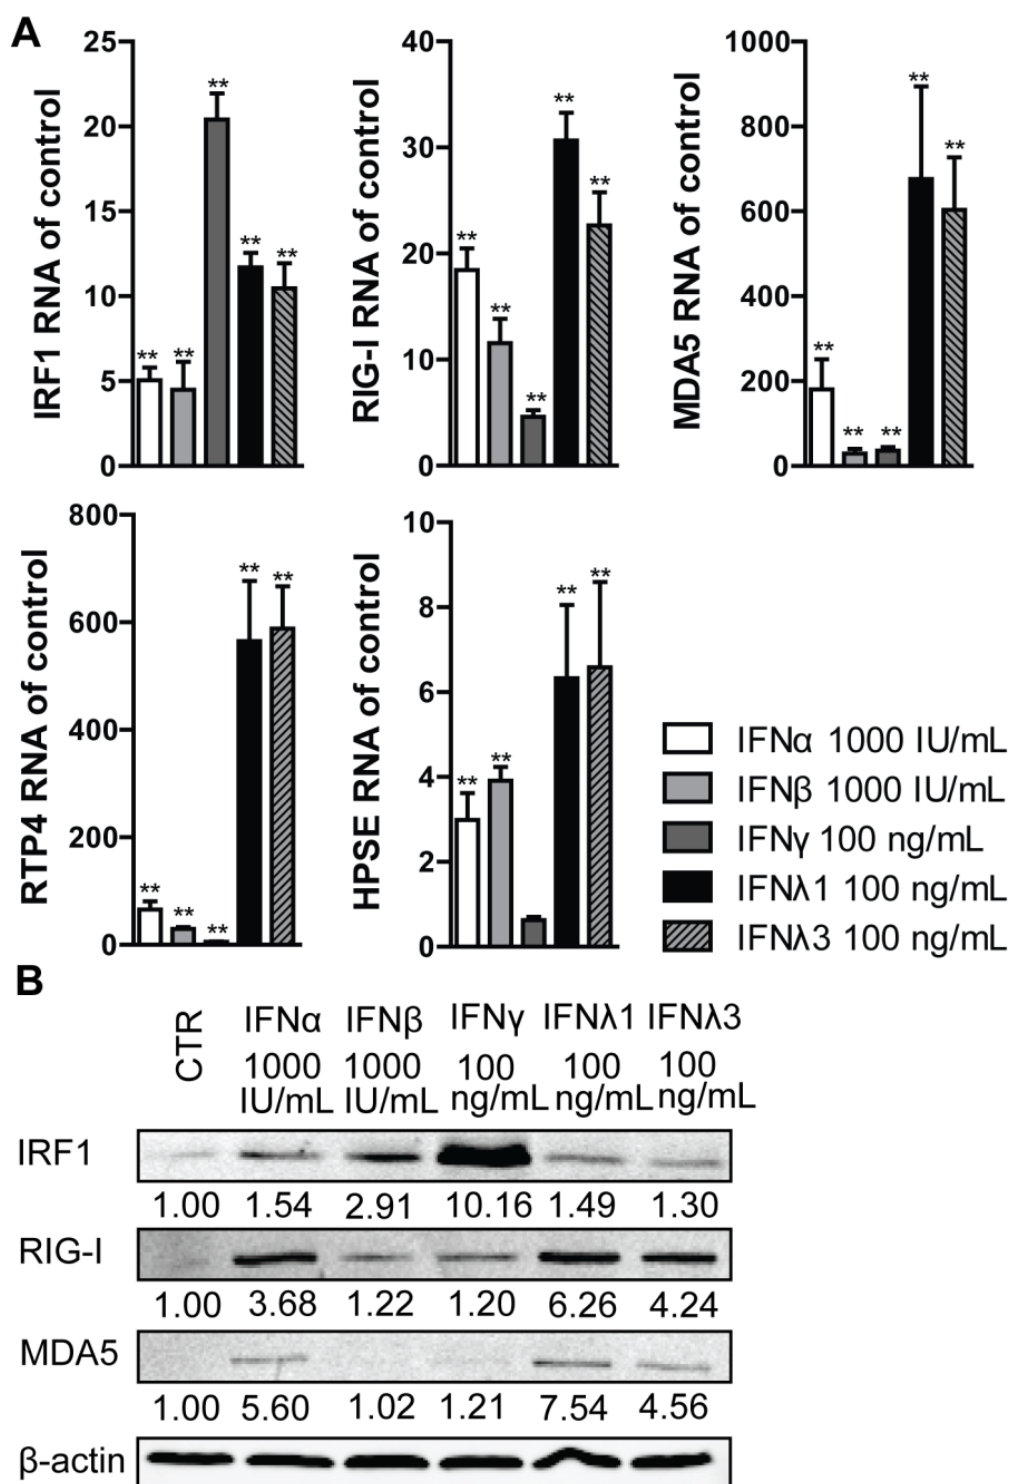 A
IRF1 RNA of control
25
20
15
10
5
0
** ** ** ** **
RIG-I RNA of control
40
30
20
10
0
** ** ** ** **
MDA5 RNA of control
1000
800
600
400
200
0
** ** ** ** **
RTP4 RNA of control
800
600
400
200
0
** ** ** ** **
HPSE RNA of control
10
8
6
4
2
0
** ** ** **
IFNα 1000 IU/mL
IFNβ 1000 IU/mL
IFNγ 100 ng/mL
IFNλ1 100 ng/mL
IFNλ3 100 ng/mL
B
CTR
IFNα IFNβ IFNγ IFNλ1 IFNλ3
1000 1000 100 100 100
IU/mL IU/mL ng/mL ng/mL ng/mL
IRF1
1.00 1.54 2.91 10.16 1.49 1.30
RIG-I
1.00 3.68 1.22 1.20 6.26 4.24
MDA5
1.00 5.60 1.02 1.21 7.54 4.56
β-actin